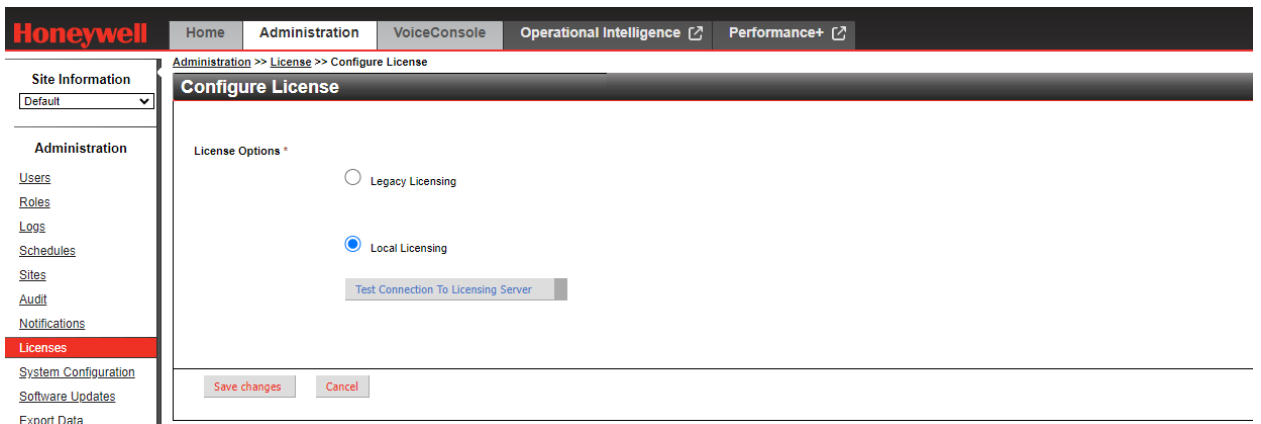 Honeywell
Home Administration VoiceConsole Operational Intelligence Performance+
Administration >> License >> Configure License
Site Information
Default
Configure License
Administration
Users
Roles
Logs
Schedules
Sites
Audit
Notifications
Licenses
System Configuration
Software Updates
Export Data
License Options *
Legacy Licensing
Local Licensing
Test Connection To Licensing Server
Save changes Cancel